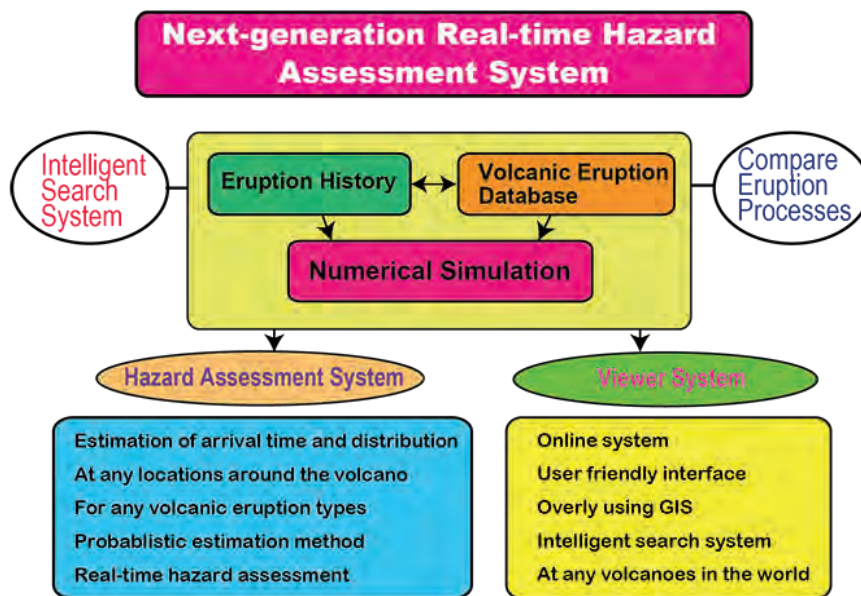 Next-generation Real-time Hazard
Assessment System
Intelligent
Search
System
Eruption History
Volcanic Eruption
Database
Compare
Eruption
Processes
Numerical Simulation
Hazard Assessment System
Viewer System
Estimation of arrival time and distribution
At any locations around the volcano
For any volcanic eruption types
Probablistic estimation method
Real-time hazard assessment
Online system
User friendly interface
Overly using GIS
Intelligent search system
At any volcanoes in the world